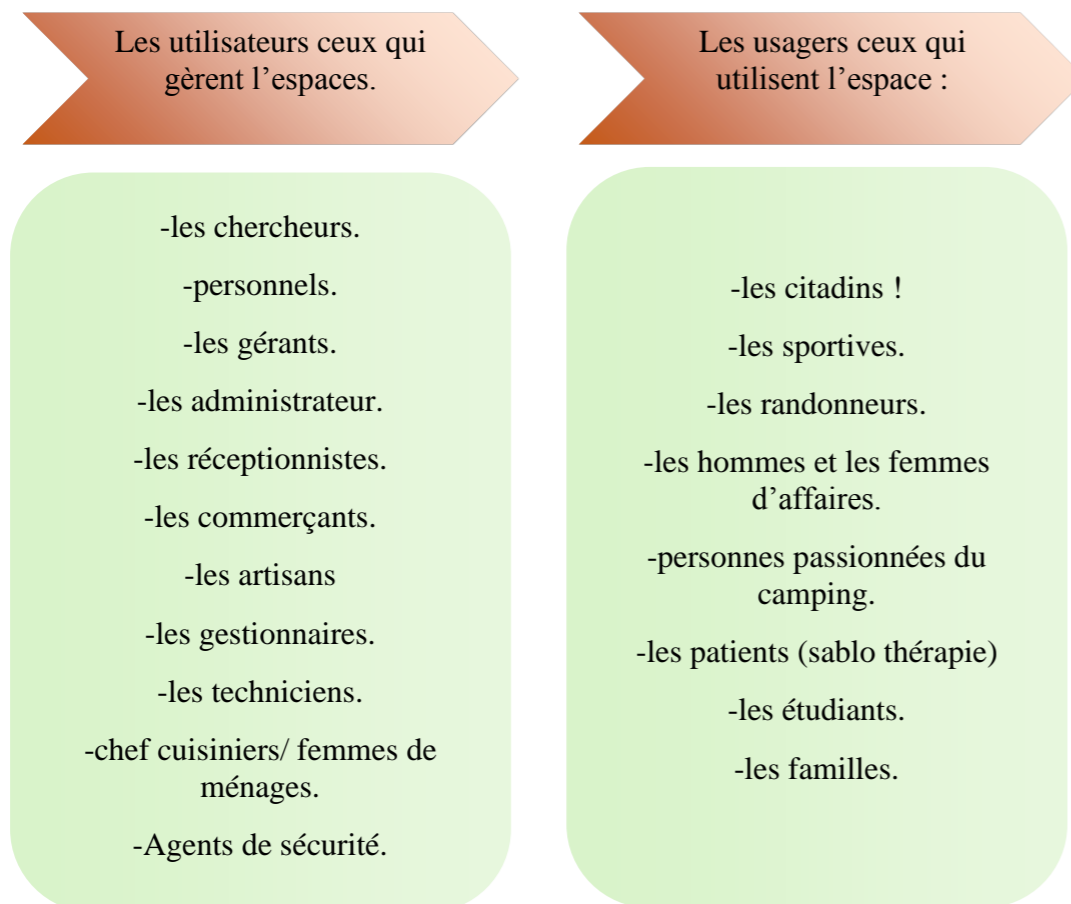 Les utilisateurs ceux qui
gèrent l’espaces.
-les chercheurs.
-personnels.
-les gérants.
-les administrateur.
-les réceptionnistes.
-les commerçants.
-les artisans
-les gestionnaires.
-les techniciens.
-chef cuisiniers/ femmes de
ménages.
-Agents de sécurité.
Les usagers ceux qui
utilisent l’espace :
-les citadins !
-les sportives.
-les randonneurs.
-les hommes et les femmes
d’affaires.
-personnes passionnées du
camping.
-les patients (sablo thérapie)
-les étudiants.
-les familles.